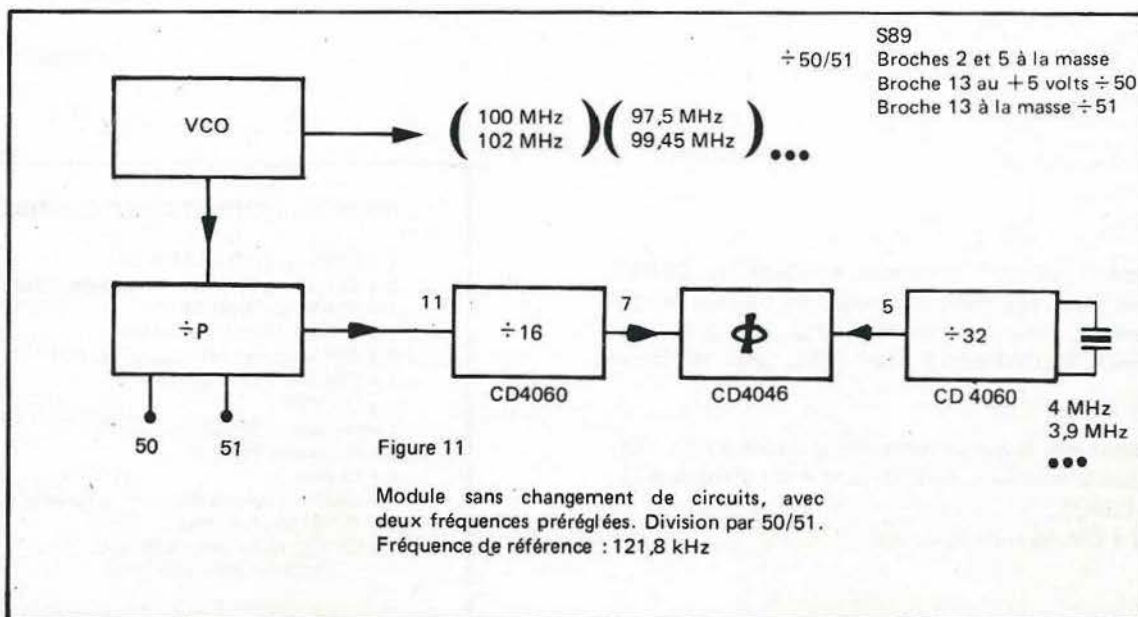 S89
÷50/51 Broches 2 et 5 à la masse
Broche 13 au +5 volts ÷50
Broche 13 à la masse ÷51
VCO
(100 MHz 102 MHz) (97,5 MHz 99,45 MHz) •••
÷P
11
÷16
7
Φ
5
÷32
CD4060
CD4046
CD 4060
4 MHz
3,9 MHz
•••
50
51
Figure 11
Module sans changement de circuits, avec
deux fréquences préréglées. Division par 50/51.
Fréquence de référence : 121,8 kHz